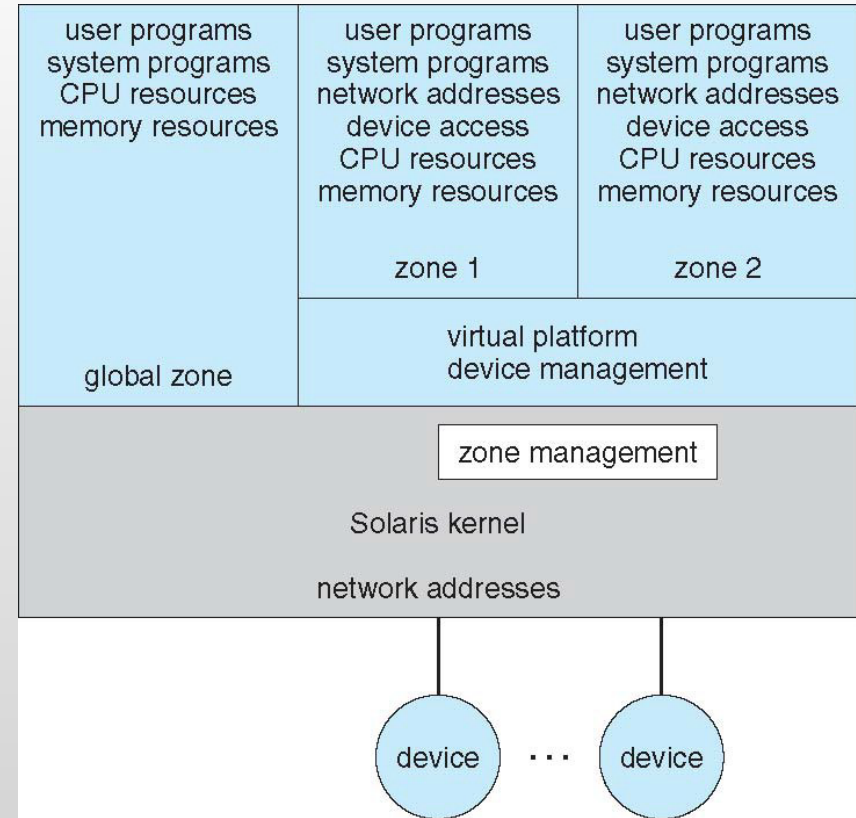 user programs
system programs
CPU resources
memory resources
global zone
user programs
system programs
network addresses
device access
CPU resources
memory resources
zone 1
user programs
system programs
network addresses
device access
CPU resources
memory resources
zone 2
virtual platform
device management
zone management
Solaris kernel
network addresses
device
...
device